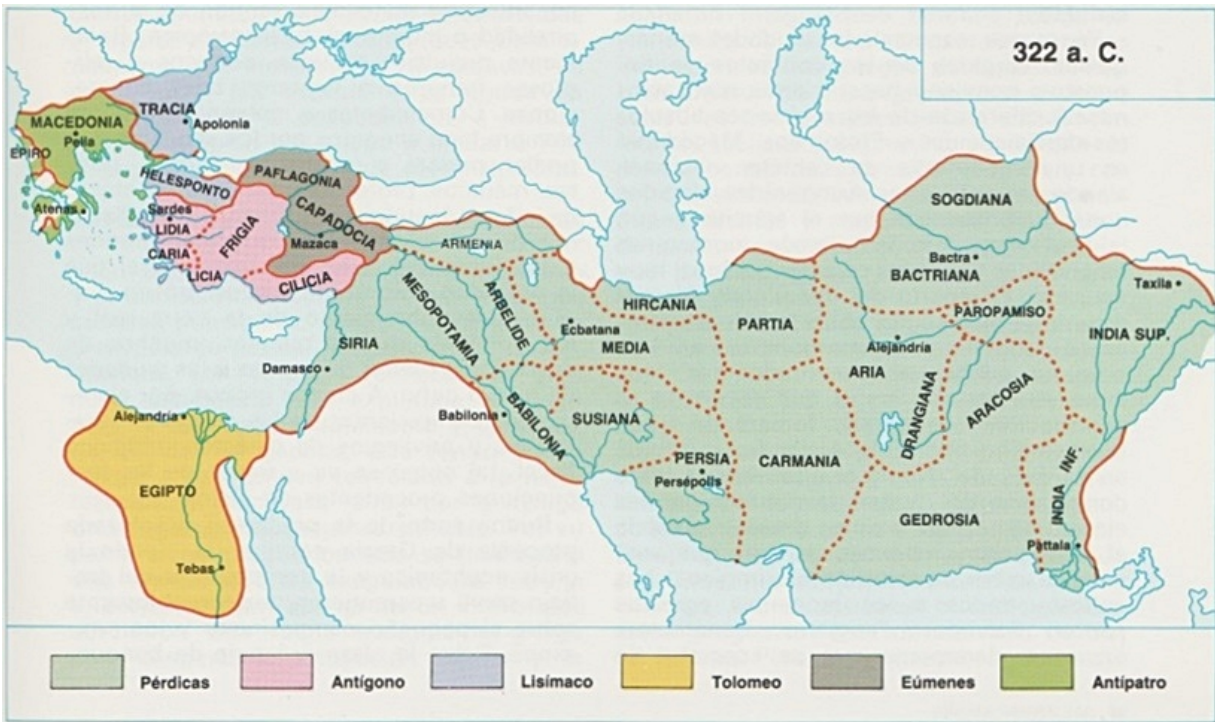 322 a. C.
TRACIA
Apolonia
MACEDONIA
Pella
EPIRO
Atenas
HELESPONTO
PAFLAGONIA
CAPADOCIA
Mazaca
Sardes
LIDIA
FRIGIA
CARIA
LICIA
CILICIA
ARMENIA
MESOPOTAMIA
ARBELIDE
SIRIA
Damasco
Babilonia
BABILONIA
Ecbatana
MEDIA
HIRCANIA
SUSIANA
PERSIA
Persépolis
PARTIA
CARMANIA
SOGDIANA
Bactra
BACTRIANA
PAROPAMISO
Taxila
INDIA SUP.
Alejandría
ARIA
DRANGIANA
ARACOSIA
GEDROSIA
INDIA INF.
Pattala
Alejandría
EGIPTO
Tebas
Pérdicas
Antígono
Lisímaco
Tolomeo
Eúmenes
Antípatro